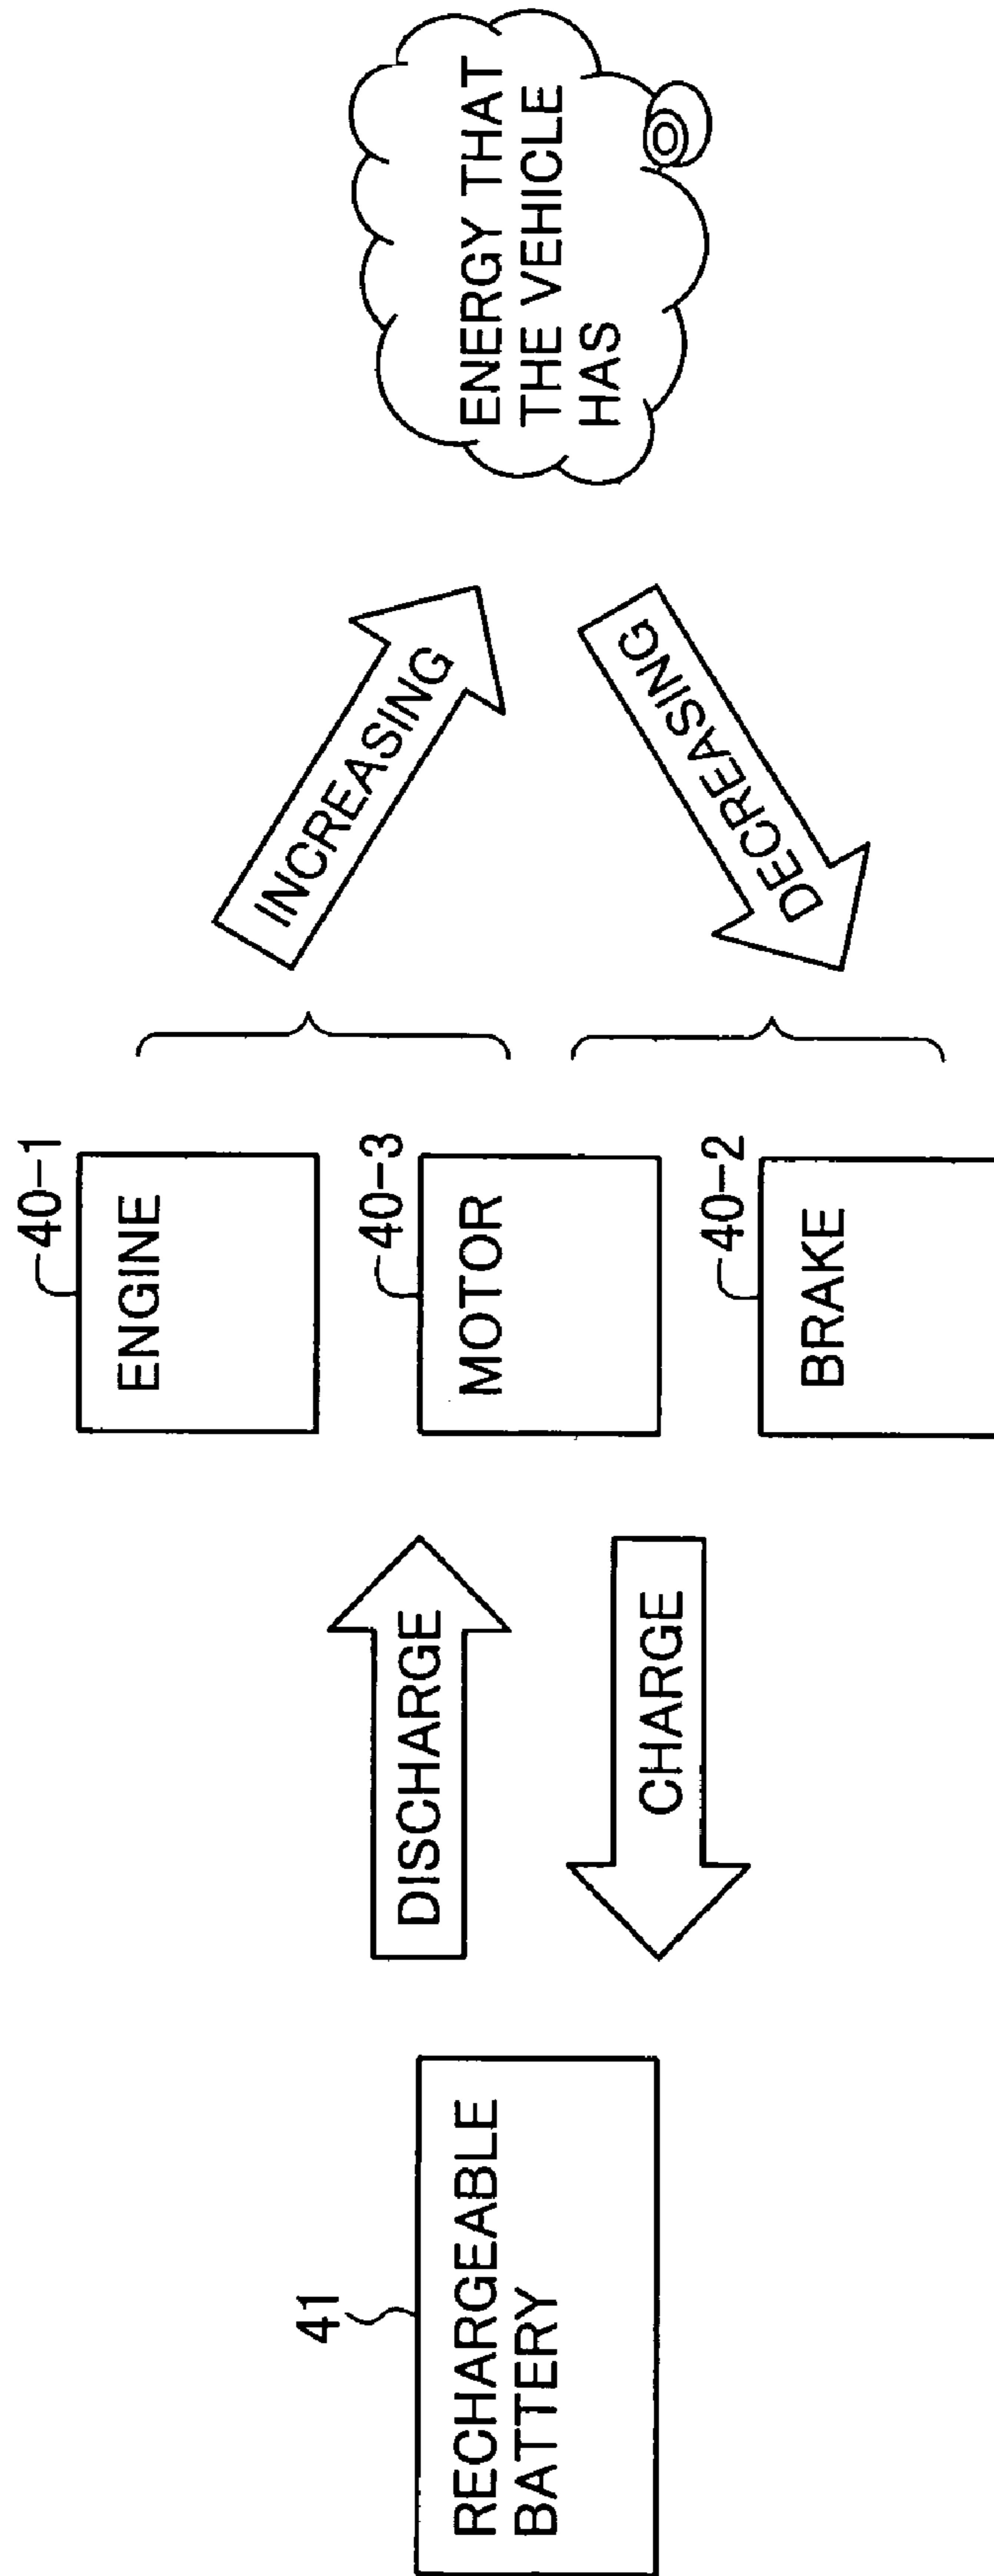 41
RECHARGEABLE
BATTERY
DISCHARGE
CHARGE
40-1
ENGINE
40-3
MOTOR
40-2
BRAKE
INCREASING
DECREASING
ENERGY THAT
THE VEHICLE
HAS